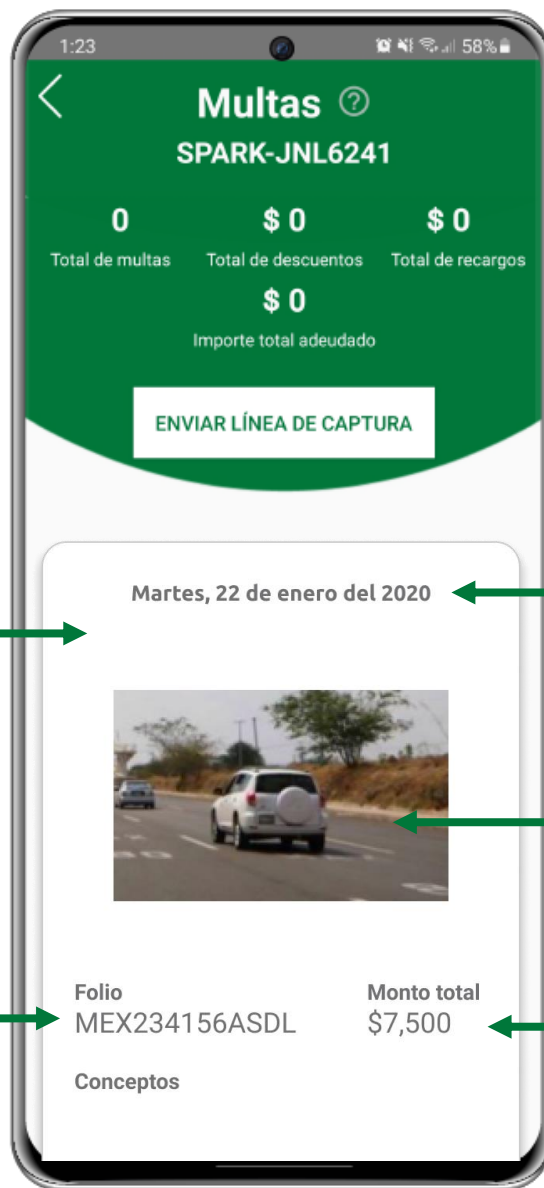 1:23 58%
Multas ?
SPARK-JNL6241
0 $ 0 $ 0
Total de multas Total de descuentos Total de recargos
$ 0
Importe total adeudado
ENVIAR LÍNEA DE CAPTURA
Martes, 22 de enero del 2020
Folio Monto total
MEX234156ASDL $7,500
Conceptos